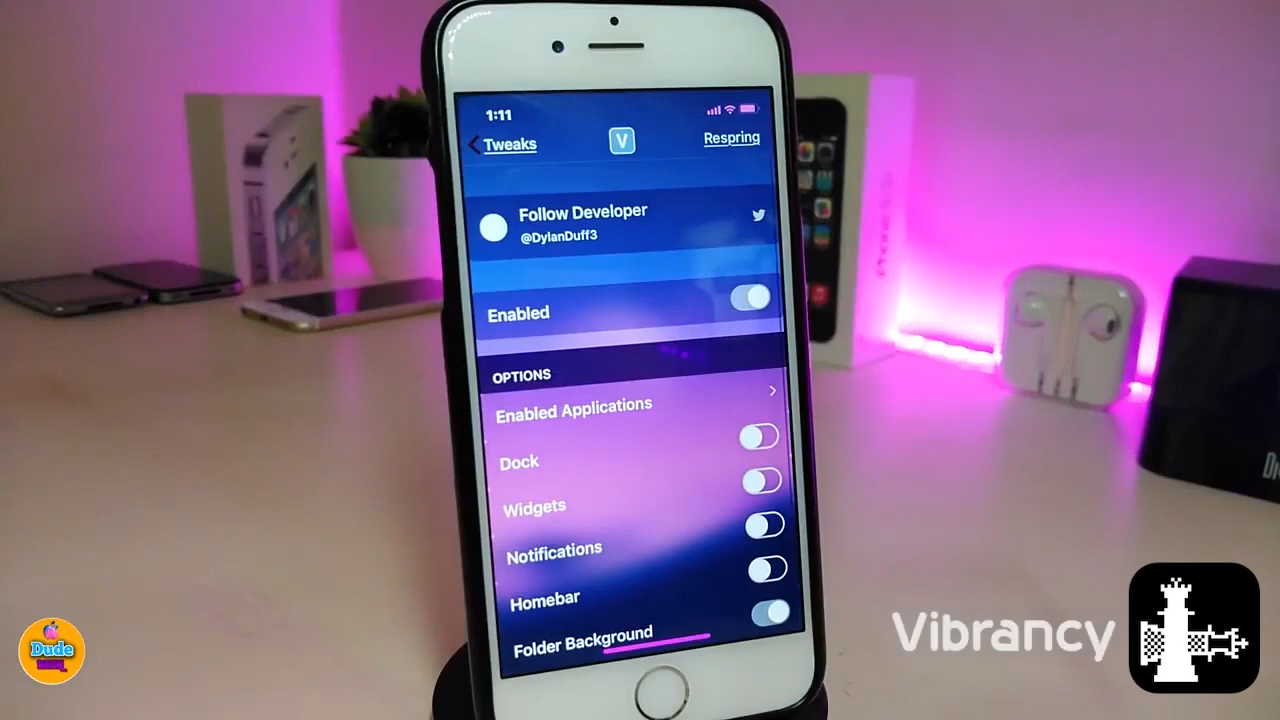 1:11
Tweaks
V
Respring
Follow Developer
@DylanDuff3
Enabled
OPTIONS
Enabled Applications
Dock
Widgets
Notifications
Homebar
Folder Background
Vibrancy
Dude